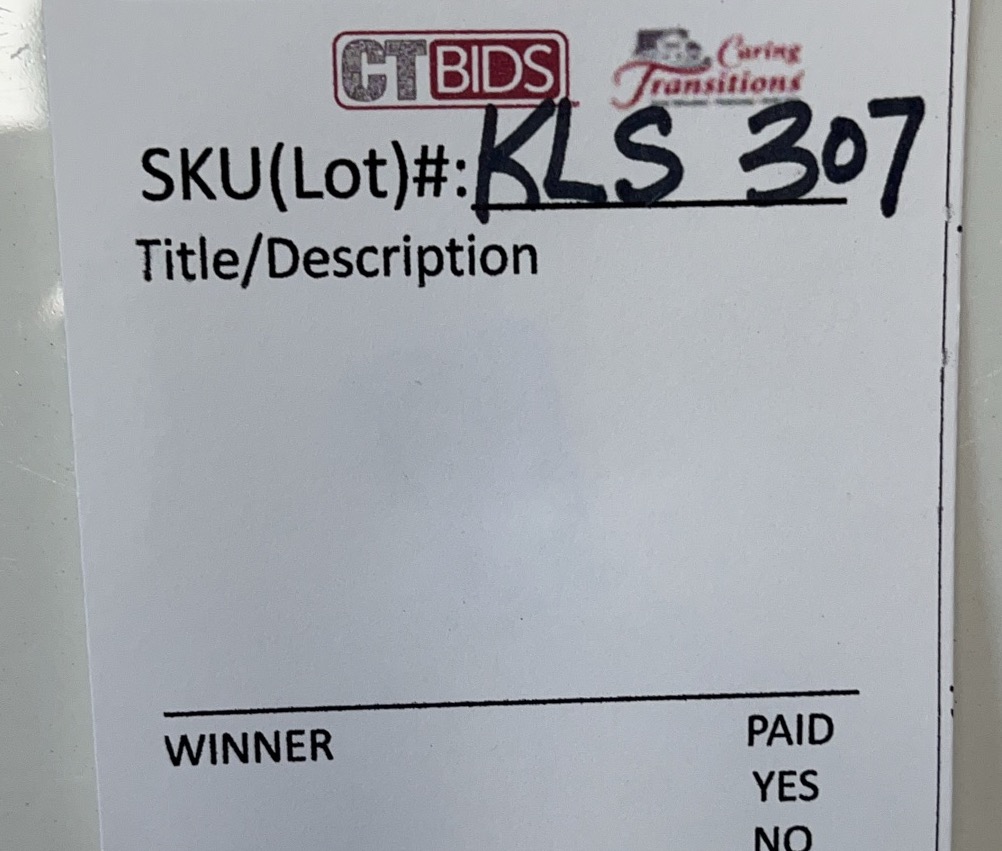 CTBIDS
Caring
Transitions
SKU(Lot)#: KLS 307
Title/Description
WINNER
PAID
YES
NO